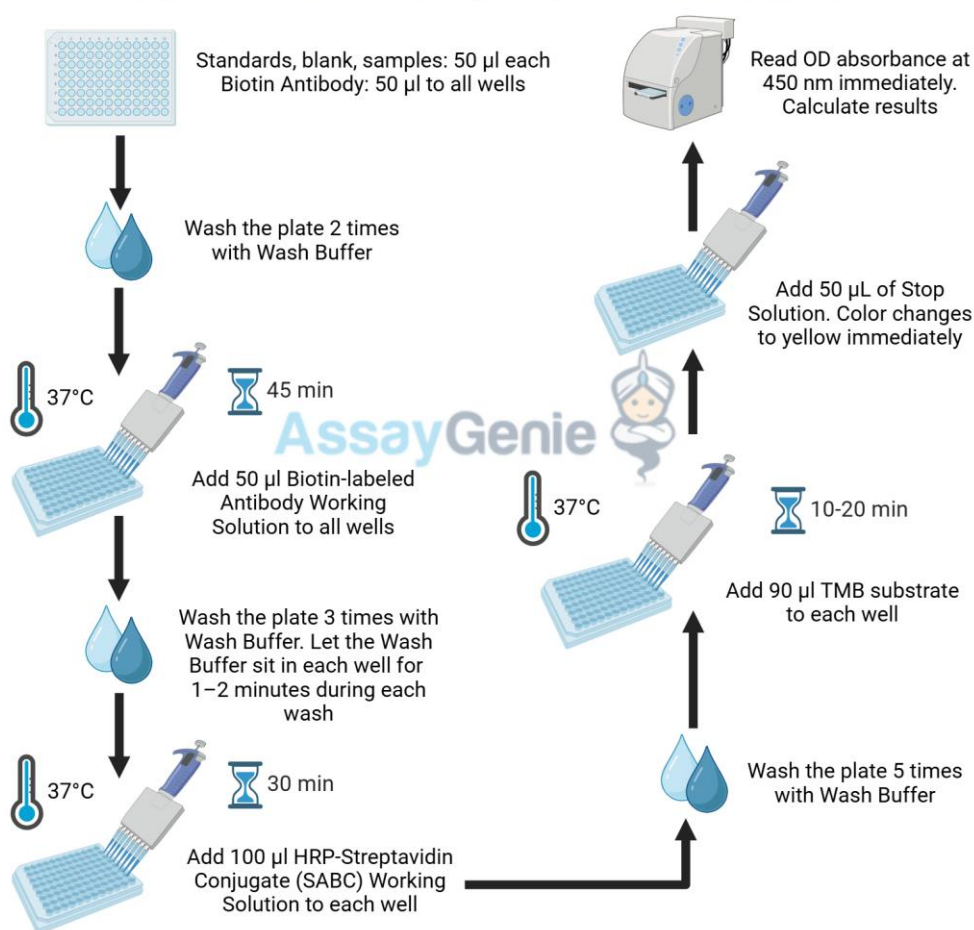 Standards, blank, samples: 50 µl each
Biotin Antibody: 50 µl to all wells
Wash the plate 2 times
with Wash Buffer
37°C
45 min
Add 50 µl Biotin-labeled
Antibody Working
Solution to all wells
Wash the plate 3 times with
Wash Buffer. Let the Wash
Buffer sit in each well for
1–2 minutes during each
wash
37°C
30 min
Add 100 µl HRP-Streptavidin
Conjugate (SABC) Working
Solution to each well
Wash the plate 5 times
with Wash Buffer
37°C
10-20 min
Add 90 µl TMB substrate
to each well
Add 50 µL of Stop
Solution. Color changes
to yellow immediately
Read OD absorbance at
450 nm immediately.
Calculate results
AssayGenie